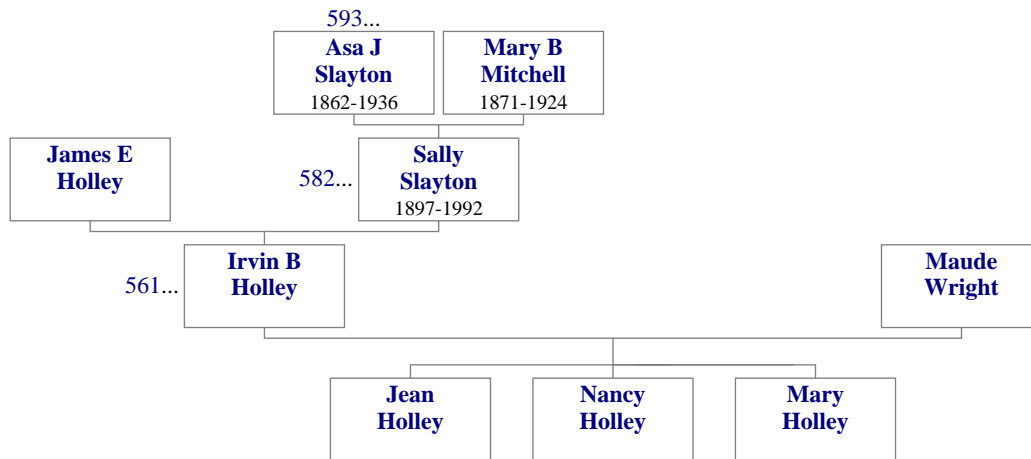 593...
Asa J
Slayton
1862-1936
Mary B
Mitchell
1871-1924
James E
Holley
582...
Sally
Slayton
1897-1992
561...
Irvin B
Holley
Maude
Wright
Jean
Holley
Nancy
Holley
Mary
Holley